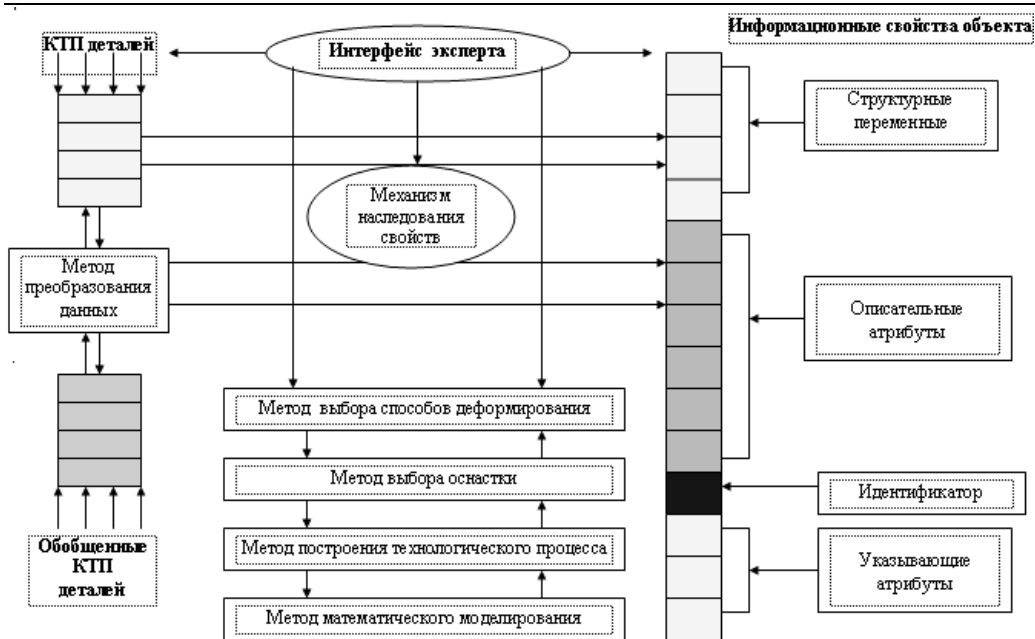 Информационные свойства объекта
КТП деталей
Интерфейс эксперта
Структурные
переменные
Механизм
наследования
свойств
Метод
преобразования
данных
Описательные
атрибуты
Метод выбора способов деформирования
Метод выбора оснастки
Идентификатор
Обобщенные
КТП
деталей
Метод построения технологического процесса
Указывающие
атрибуты
Метод математического моделирования